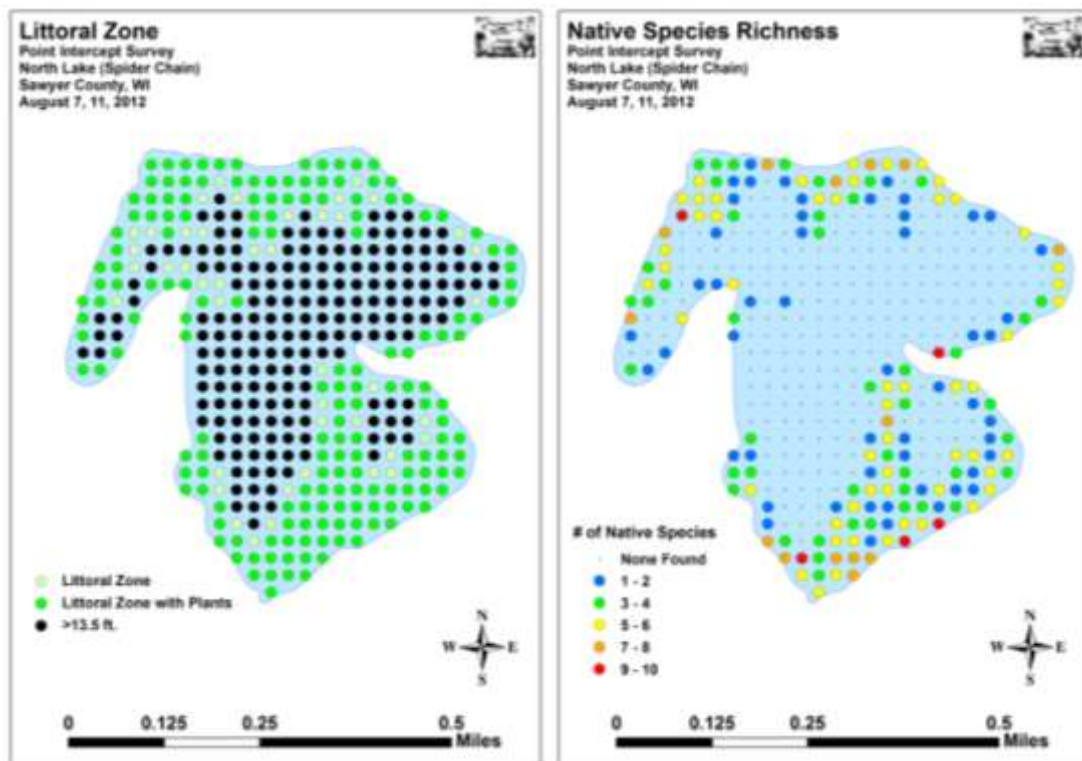 Littoral Zone
Point Intercept Survey
North Lake (Spider Chain)
Sawyer County, WI
August 7, 11, 2012
Littoral Zone
Littoral Zone with Plants
>13.5 ft.
N
W E
S
0 0.125 0.25 0.5
Miles
Native Species Richness
Point Intercept Survey
North Lake (Spider Chain)
Sawyer County, WI
August 7, 11, 2012
# of Native Species
None Found
1 - 2
3 - 4
5 - 6
7 - 8
9 - 10
N
W E
S
0 0.125 0.25 0.5
Miles